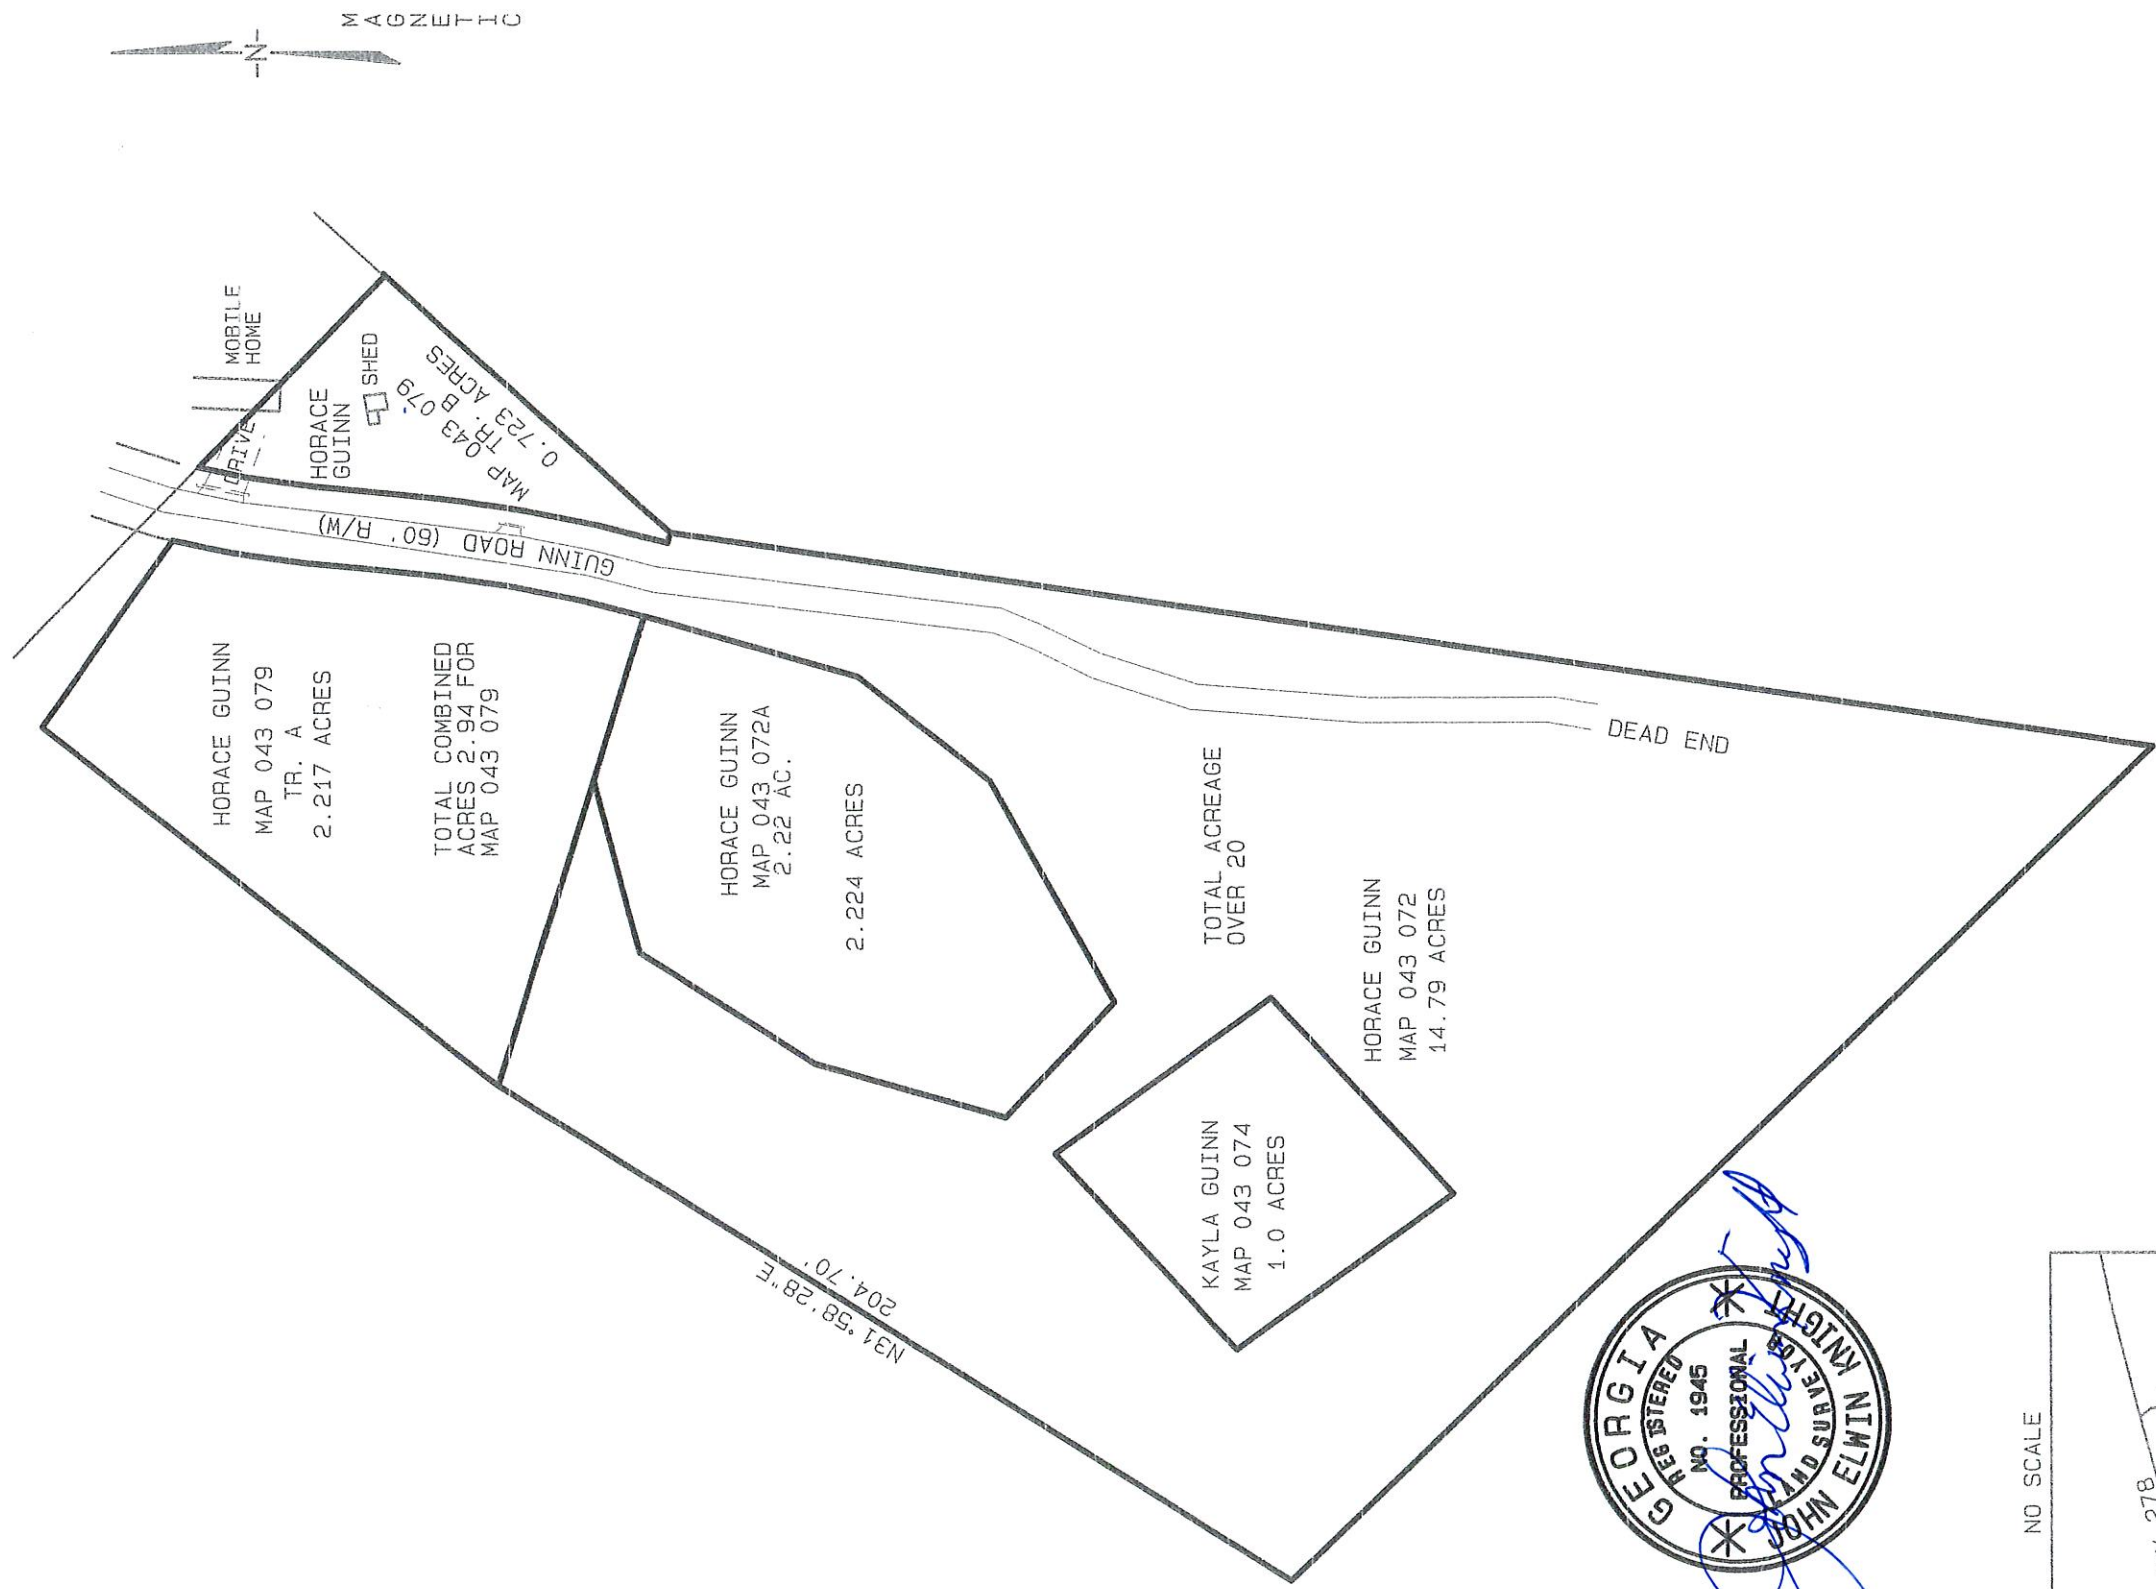 MAGNETIC
N
MOBILE
HOME
DRIVE
HORACE
GUINN
SHED
MAP 043 079
TR. B
0.723 ACRES
GUINN ROAD (60' R/W)
HORACE GUINN
MAP 043 079
TR. A
2.217 ACRES
TOTAL COMBINED
ACRES 2.94 FOR
MAP 043 079
HORACE GUINN
MAP 043 072A
2.22 AC.
2.224 ACRES
DEAD END
TOTAL ACREAGE
OVER 20
HORACE GUINN
MAP 043 072
14.79 ACRES
KAYLA GUINN
MAP 043 074
1.0 ACRES
N31°58'28"E
204.70'
GEORGIA
REGISTERED
NO. 1945
PROFESSIONAL
LAND SURVEYOR
JOHN ELWIN KNIGHT
John Elwin Knight
NO SCALE
278